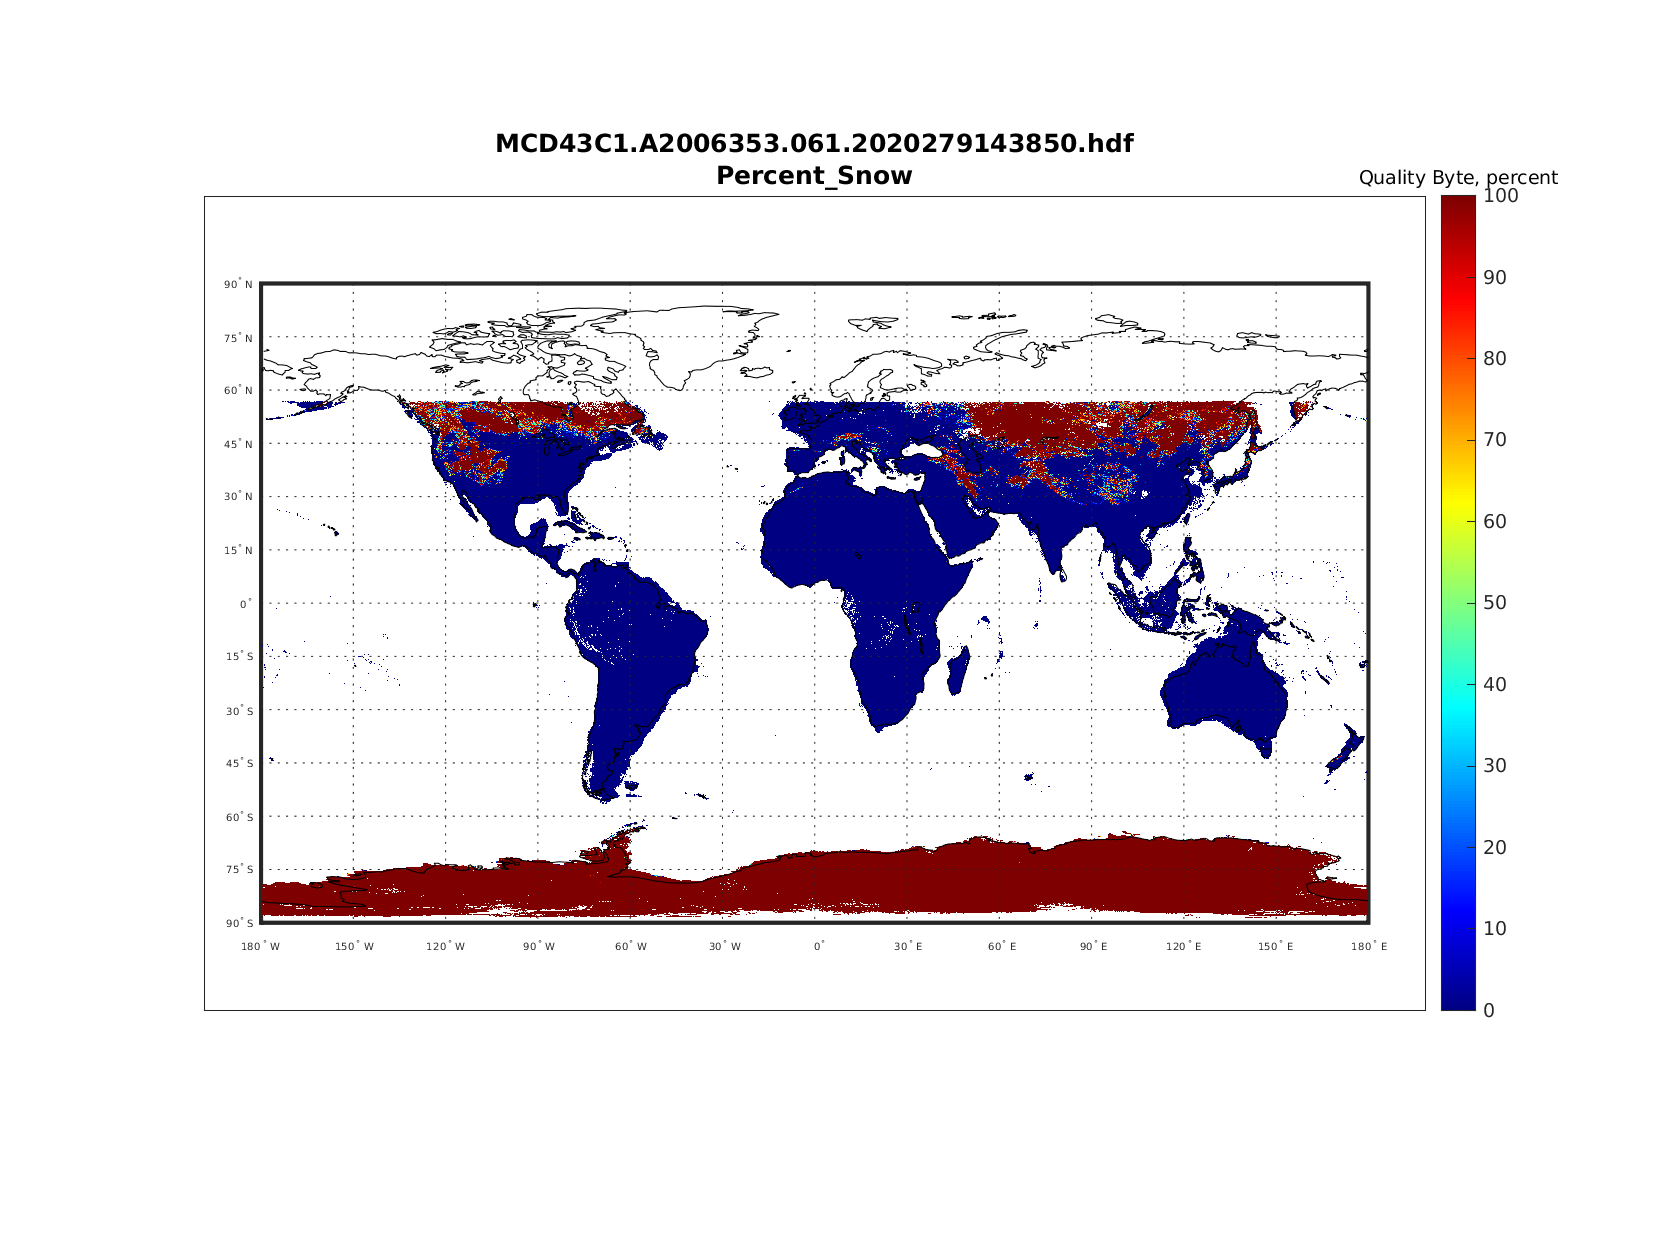 MCD43C1.A2006353.061.2020279143850.hdf
Percent_Snow
Quality Byte, percent
100
90
80
70
60
50
40
30
20
10
0
90°N
75°N
60°N
45°N
30°N
15°N
0°
15°S
30°S
45°S
60°S
75°S
90°S
180°W 150°W 120°W 90°W 60°W 30°W 0° 30°E 60°E 90°E 120°E 150°E 180°E